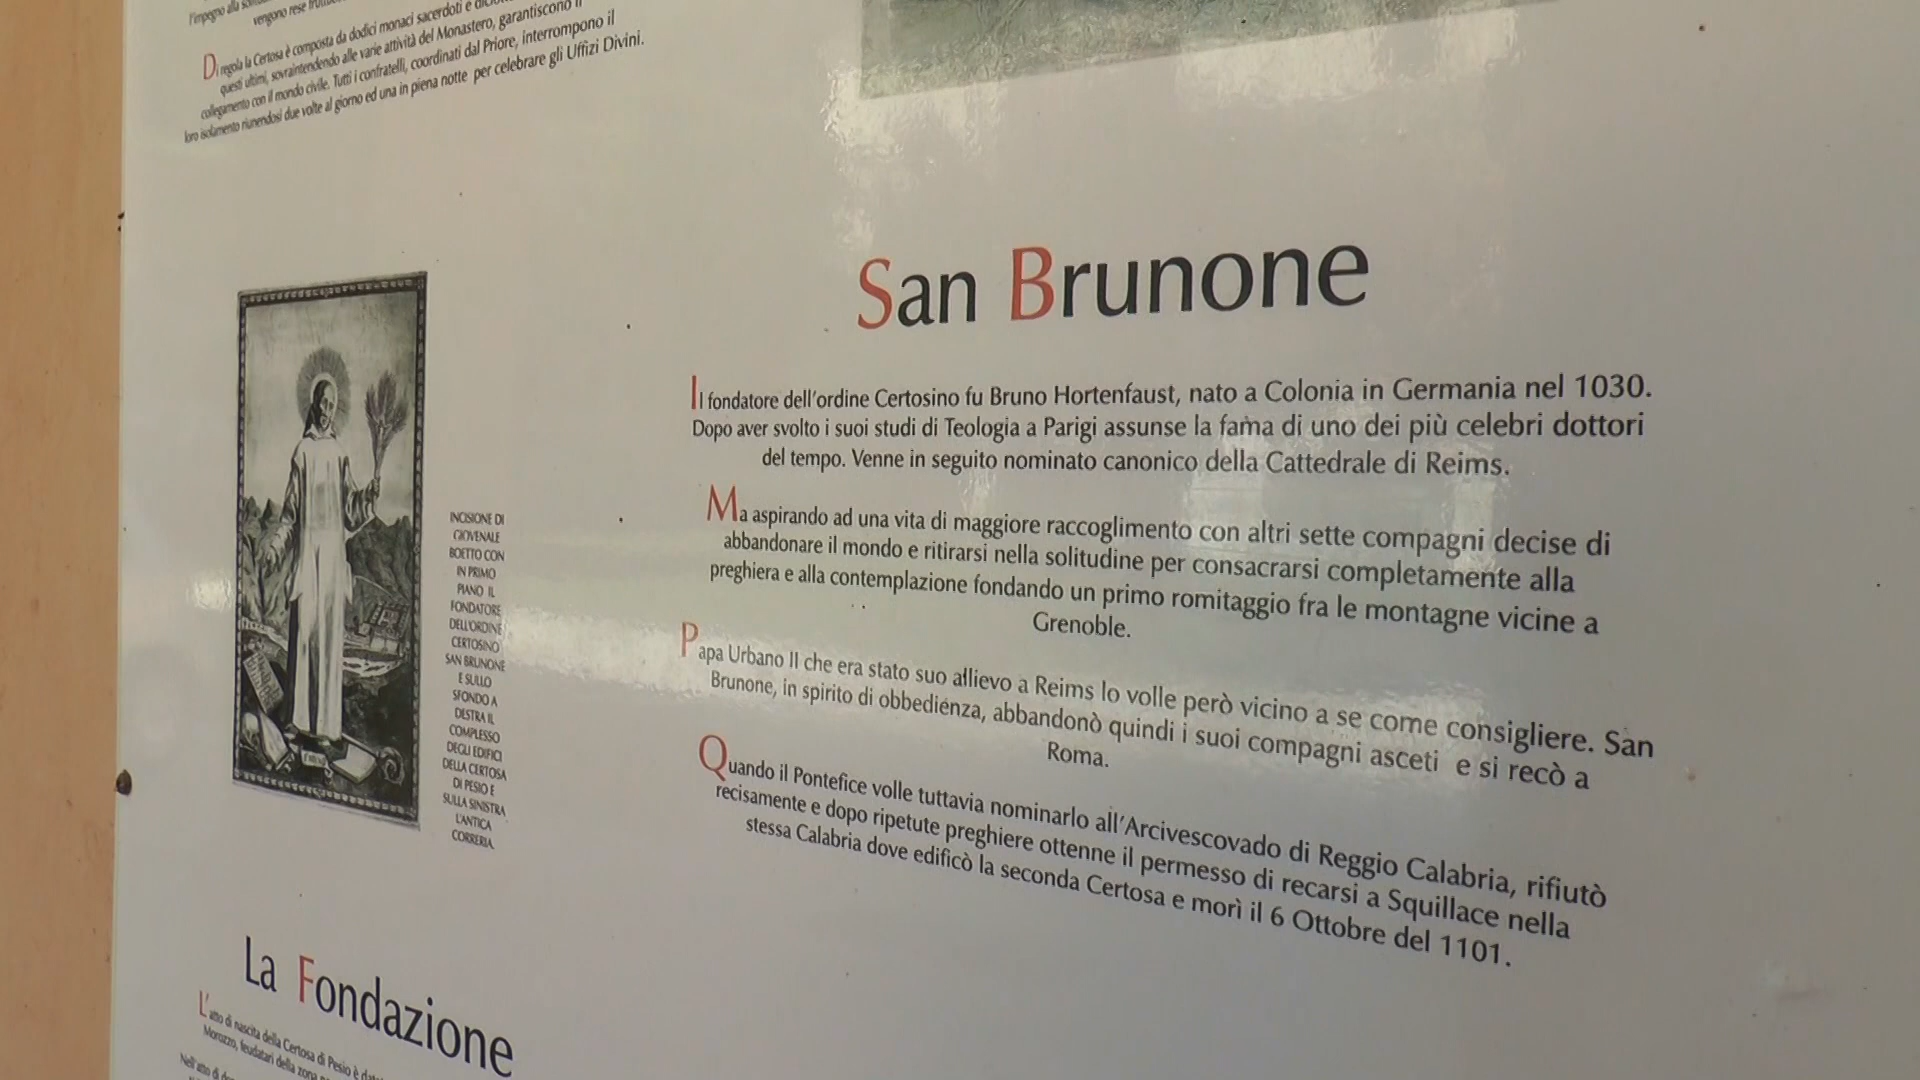 l'impegno alla
vengono rese
Di regola la Certosa è composta da dodici monaci sacerdoti e
questi ultimi, sovraintendendo alle varie attività del Monastero, garantiscono il
collegamento con il mondo civile. Tutti i confratelli, coordinati dal Priore, interrompono il
loro isolamento riunendosi due volte al giorno ed una in piena notte per celebrare gli Uffizi Divini.
San Brunone
Il fondatore dell'ordine Certosino fu Bruno Hortenfaust, nato a Colonia in Germania nel 1030.
Dopo aver svolto i suoi studi di Teologia a Parigi assunse la fama di uno dei più celebri dottori
del tempo. Venne in seguito nominato canonico della Cattedrale di Reims.
Ma aspirando ad una vita di maggiore raccoglimento con altri sette compagni decise di
abbandonare il mondo e ritirarsi nella solitudine per consacrarsi completamente alla
preghiera e alla contemplazione fondando un primo romitaggio fra le montagne vicine a
Grenoble.
Papa Urbano II che era stato suo allievo a Reims lo volle però vicino a se come consigliere. San
Brunone, in spirito di obbedienza, abbandonò quindi i suoi compagni asceti e si recò a
Roma.
Quando il Pontefice volle tuttavia nominarlo all'Arcivescovado di Reggio Calabria, rifiutò
recisamente e dopo ripetute preghiere ottenne il permesso di recarsi a Squillace nella
stessa Calabria dove edificò la seconda Certosa e morì il 6 Ottobre del 1101.
INCISIONE DI
GIOVENALE
BOETTO CON
IN PRIMO
PIANO IL
FONDATORE
DELL'ORDINE
CERTOSINO
SAN BRUNONE
E SULLO
SFONDO A
DESTRA IL
COMPLESSO
DEGLI EDIFICI
DELLA CERTOSA
DI PESIO E
SULLA SINISTRA
L'ANTICA
CORRERIA.
La Fondazione
L'atto di nascita della Certosa di Pesio è
Morozzo, feudatari della zona
Nell'atto di